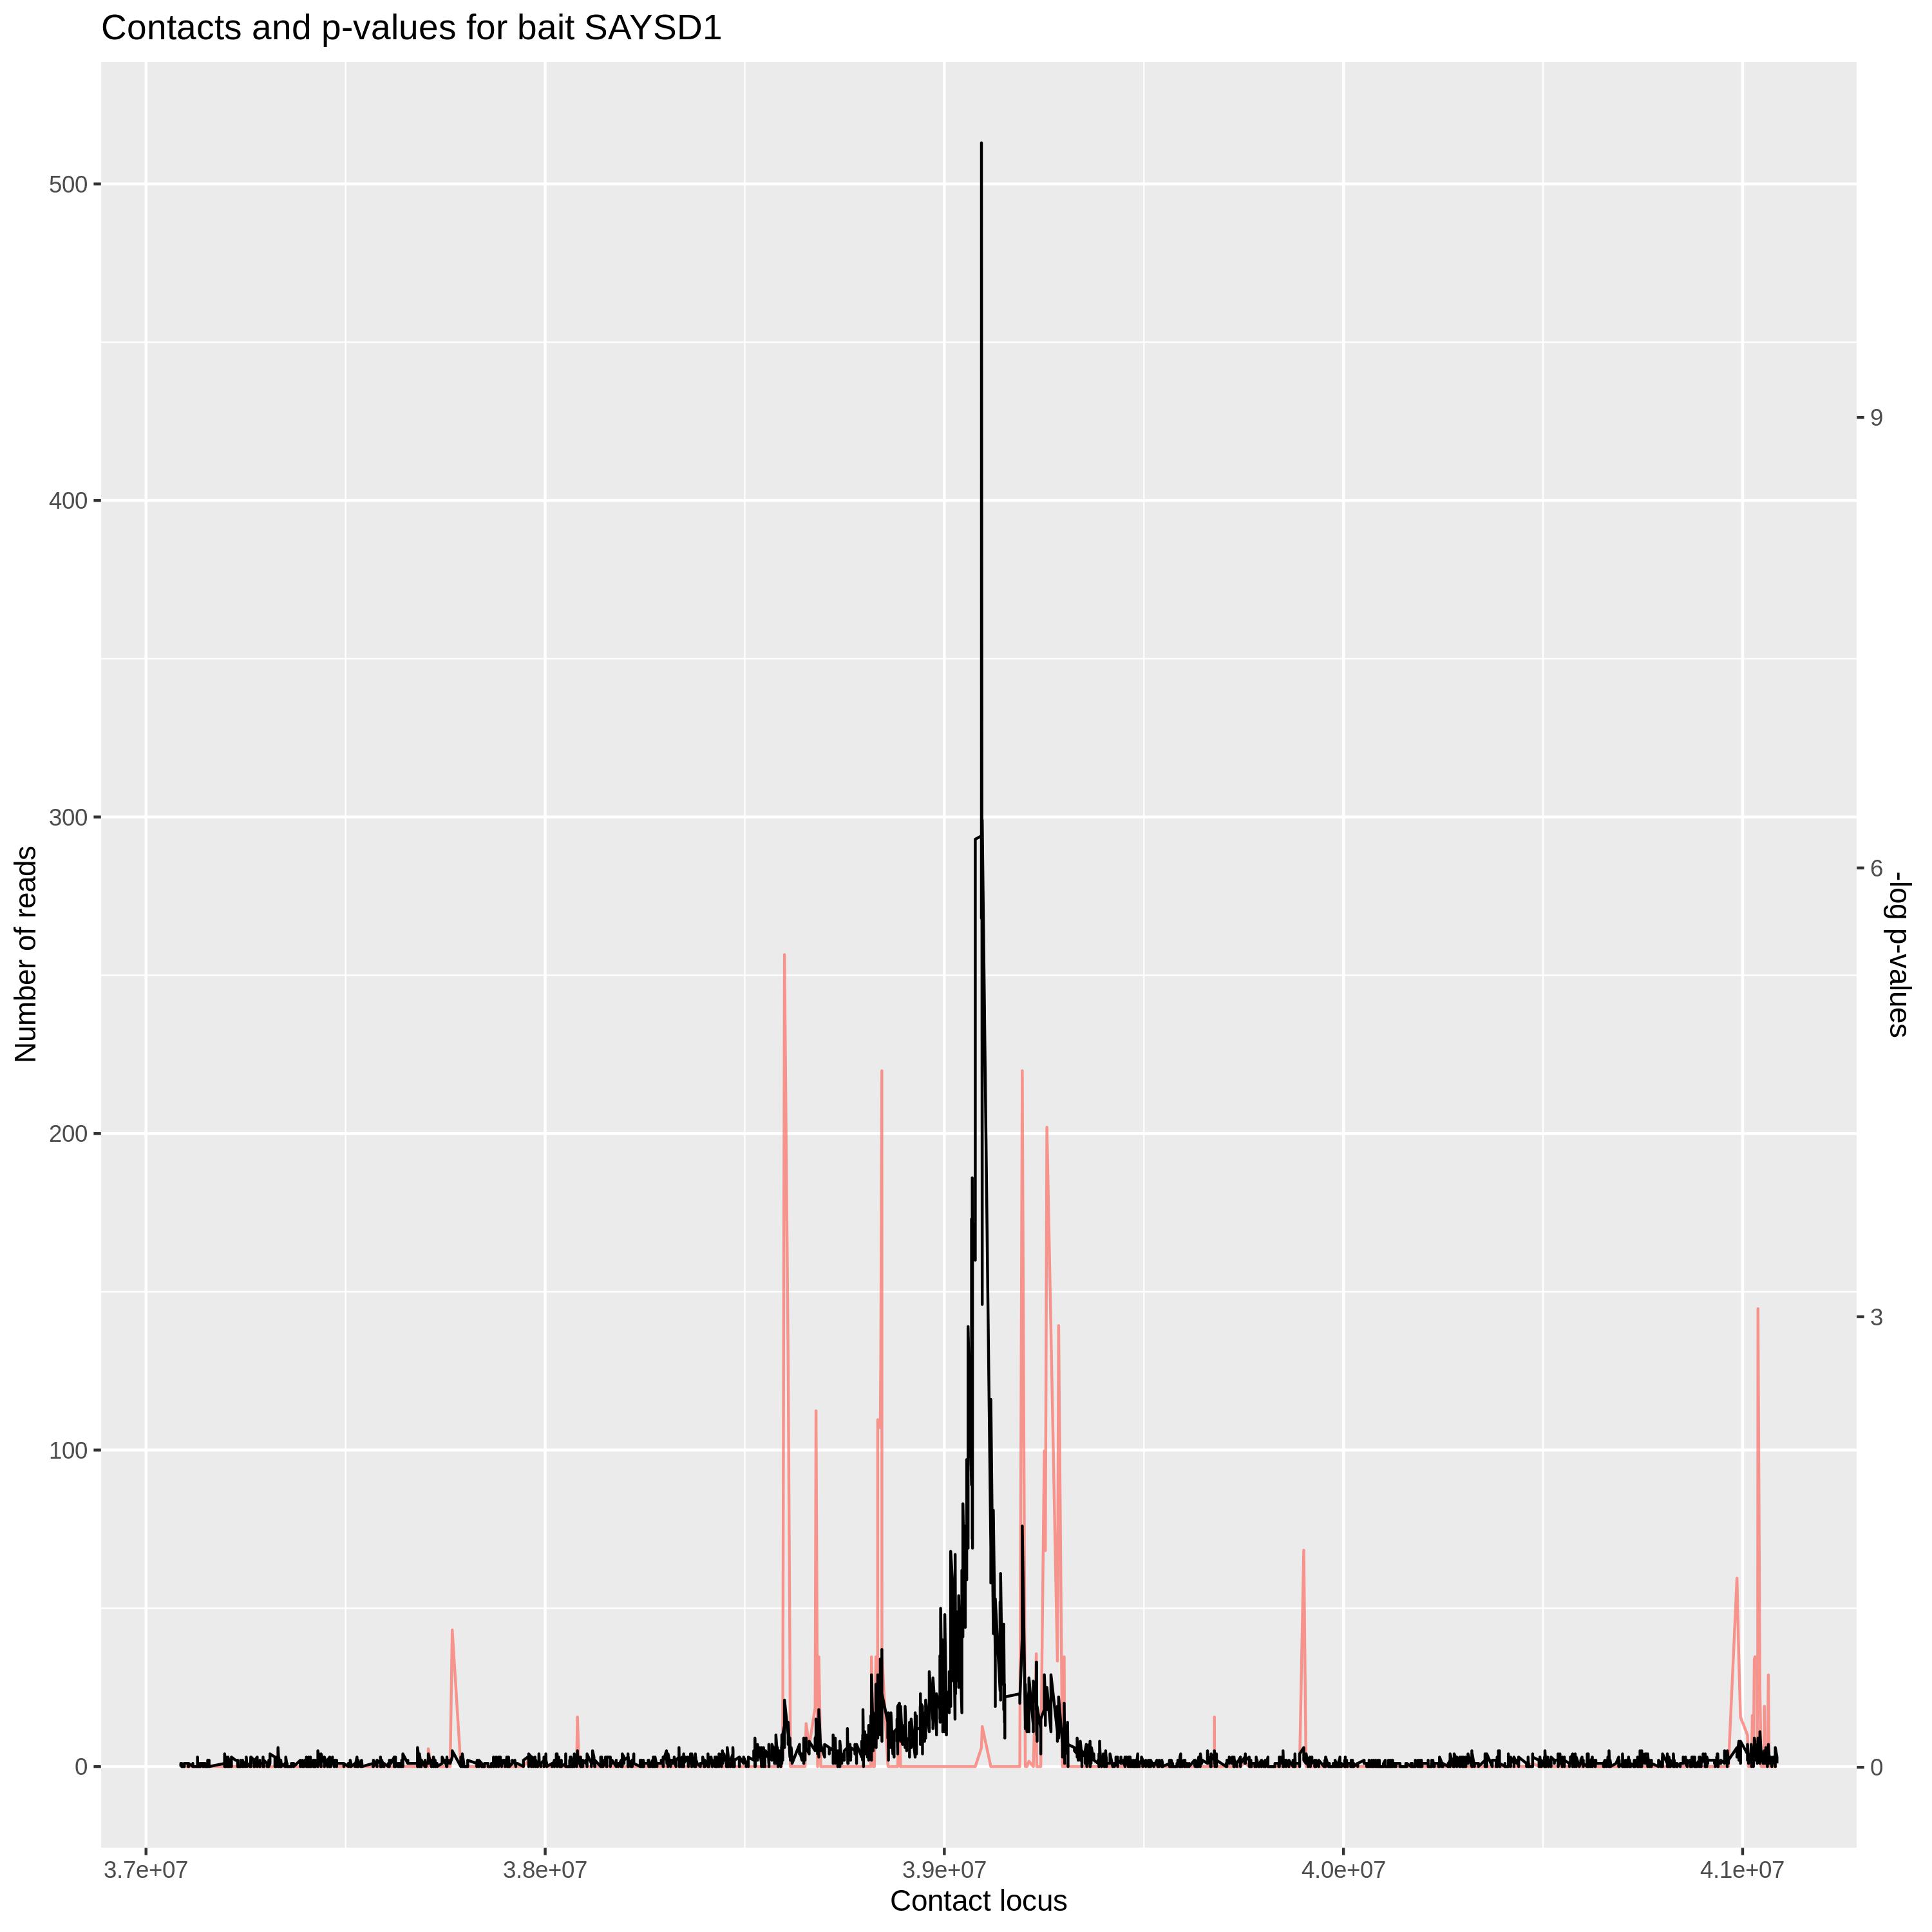 Contacts and p-values for bait SAYSD1
500
400
300
200
100
0
Number of reads
9
6
3
0
-log p-values
3.7e+07
3.8e+07
3.9e+07
4.0e+07
4.1e+07
Contact locus